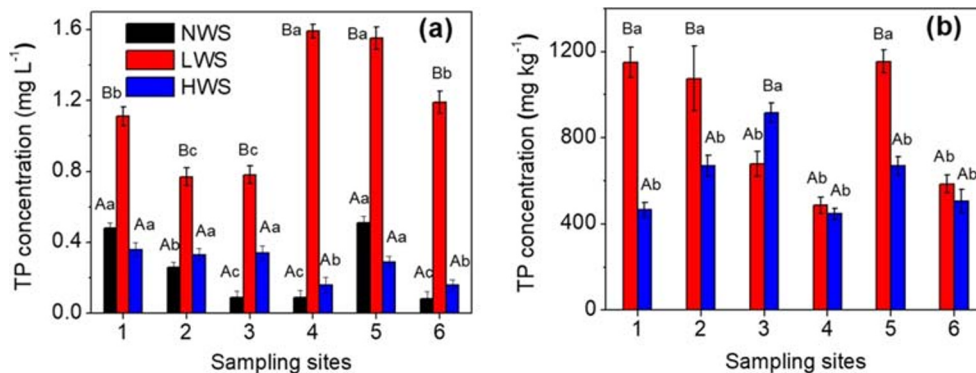 (a)
NWS
LWS
HWS
TP concentration (mg L⁻¹)
1.6
1.2
0.8
0.4
0.0
Aa Bb Aa
Ab Bc Aa
Ac Bc Aa
Ac Ba Ab
Aa Ba Aa
Ac Bb Ab
1 2 3 4 5 6
Sampling sites
(b)
TP concentration (mg kg⁻¹)
1200
800
400
0
Ba Ab
Ba Ab
Ab Ba
Ab Ab
Ba Ab
Ab Ab
1 2 3 4 5 6
Sampling sites